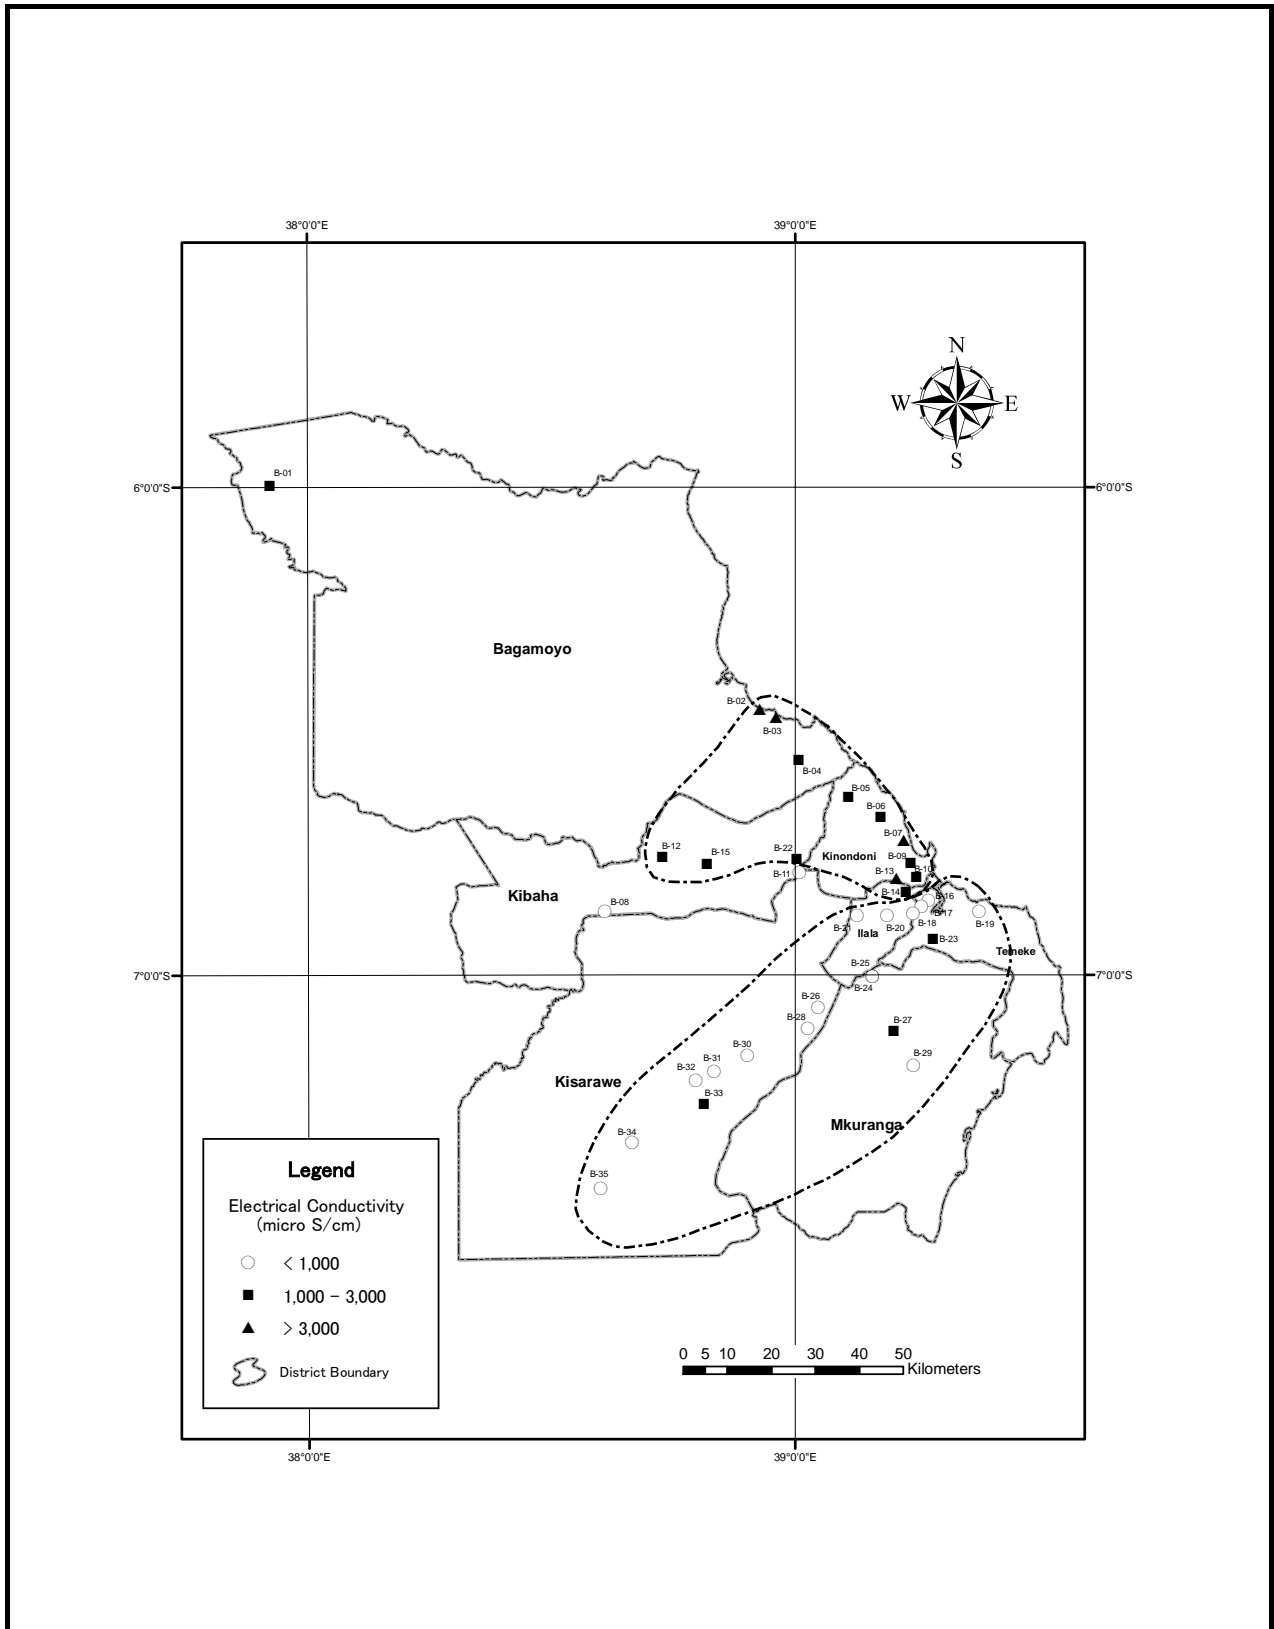 38°0'0"E
39°0'0"E
N
W
E
S
B-01
6°0'0"S
6°0'0"S
Bagamoyo
B-02
B-03
B-04
B-05
B-06
B-07
B-12
B-15
B-22
Kinondoni
B-09
B-11
B-13
B-10
Kibaha
B-14
B-16
B-08
B-17
B-21
B-20
B-18
B-19
Ilala
B-23
Temeke
B-25
7°0'0"S
7°0'0"S
B-24
B-26
B-28
B-27
B-30
B-29
B-31
B-32
Kisarawe
B-33
Mkuranga
B-34
B-35
Legend
Electrical Conductivity
(micro S/cm)
< 1,000
1,000 - 3,000
> 3,000
District Boundary
0 5 10 20 30 40 50
Kilometers
38°0'0"E
39°0'0"E